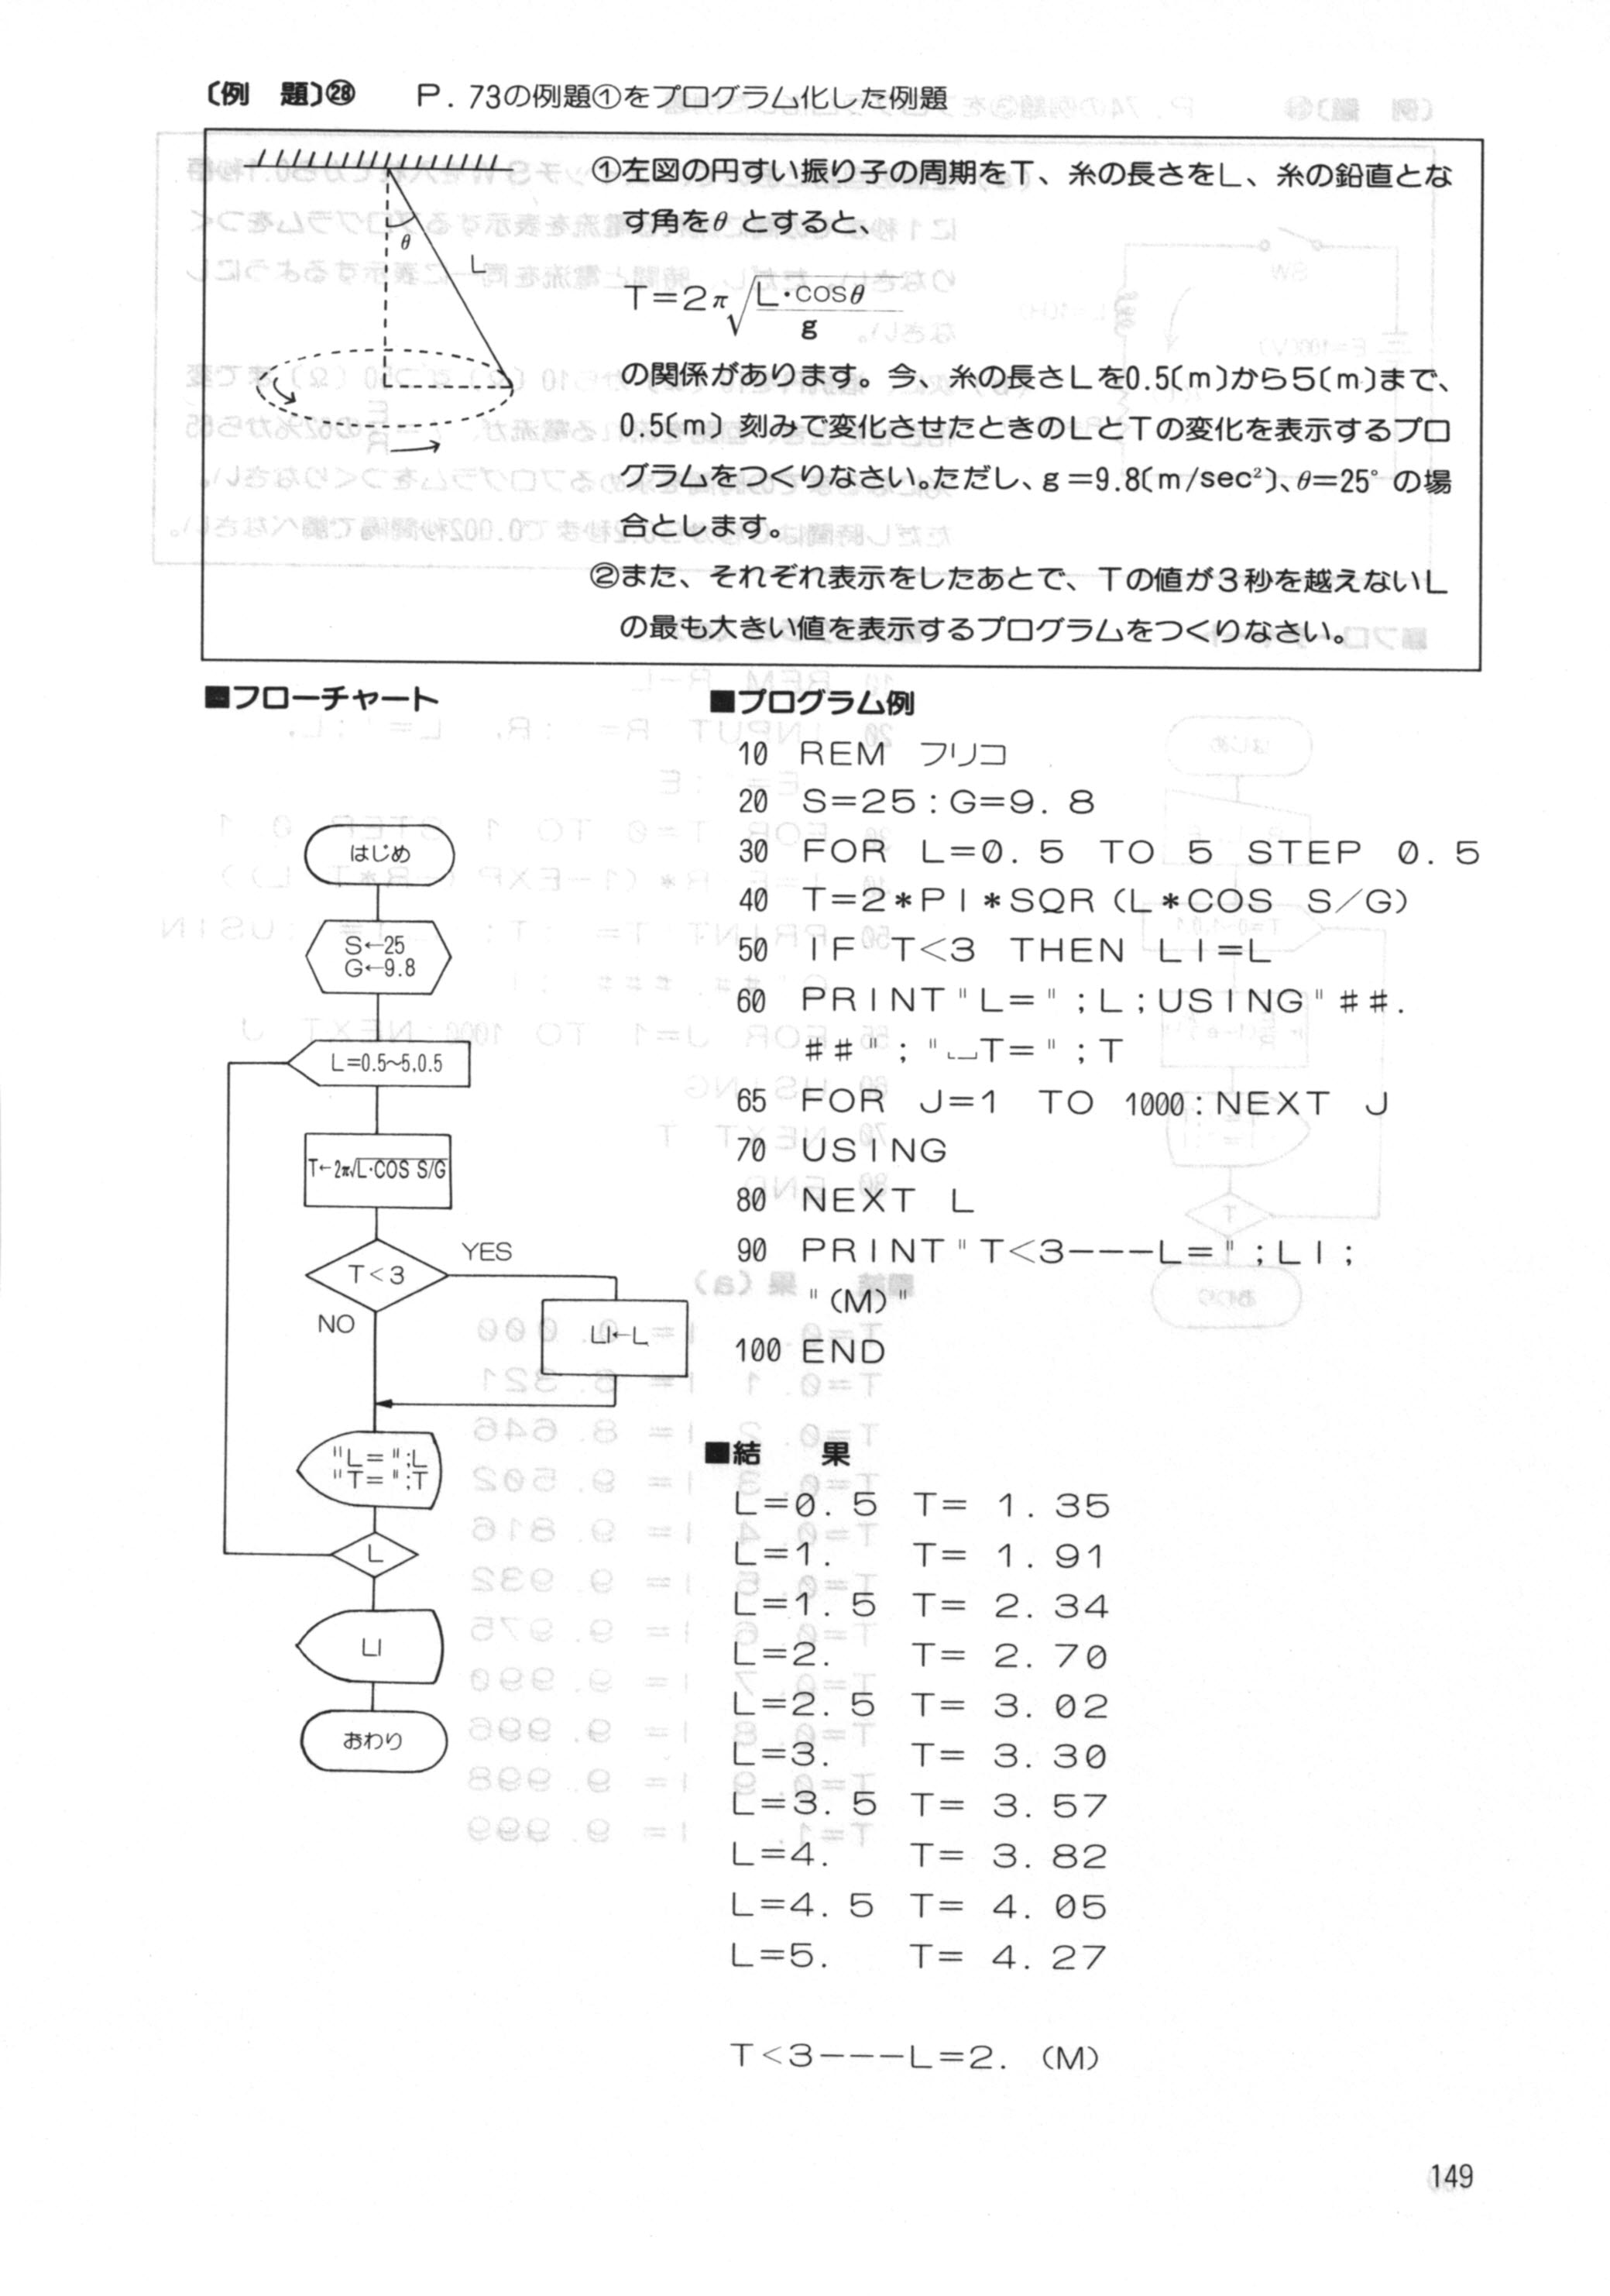 〔例　題〕㉘　P. 73の例題①をプログラム化した例題
①左図の円すい振り子の周期をT、糸の長さをL、糸の鉛直とな
す角をθとすると、
T=2π√(L・cosθ/g)
の関係があります。今、糸の長さLを0.5〔m〕から5〔m〕まで、
0.5〔m〕刻みで変化させたときのLとTの変化を表示するプロ
グラムをつくりなさい。ただし、g=9.8〔m/sec²〕、θ=25°の場
合とします。
②また、それぞれ表示をしたあとで、Tの値が3秒を越えないL
の最も大きい値を表示するプログラムをつくりなさい。
θ
L
■フローチャート
はじめ
S←25
G←9.8
L=0.5~5,0.5
T←2π√L・COS S/G
T<3
YES
NO
LI←L
"L=";L
"T=";T
L
LI
おわり
■プログラム例
10 REM フリコ
20 S=25:G=9.8
30 FOR L=0.5 TO 5 STEP 0.5
40 T=2*PI*SQR(L*COS S/G)
50 IF T<3 THEN LI=L
60 PRINT"L=";L;USING"##.
##";"␣T=";T
65 FOR J=1 TO 1000:NEXT J
70 USING
80 NEXT L
90 PRINT"T<3---L=";LI;
"(M)"
100 END
■結　果
L=0.5 T= 1.35
L=1. T= 1.91
L=1.5 T= 2.34
L=2. T= 2.70
L=2.5 T= 3.02
L=3. T= 3.30
L=3.5 T= 3.57
L=4. T= 3.82
L=4.5 T= 4.05
L=5. T= 4.27
T<3---L=2. (M)
149